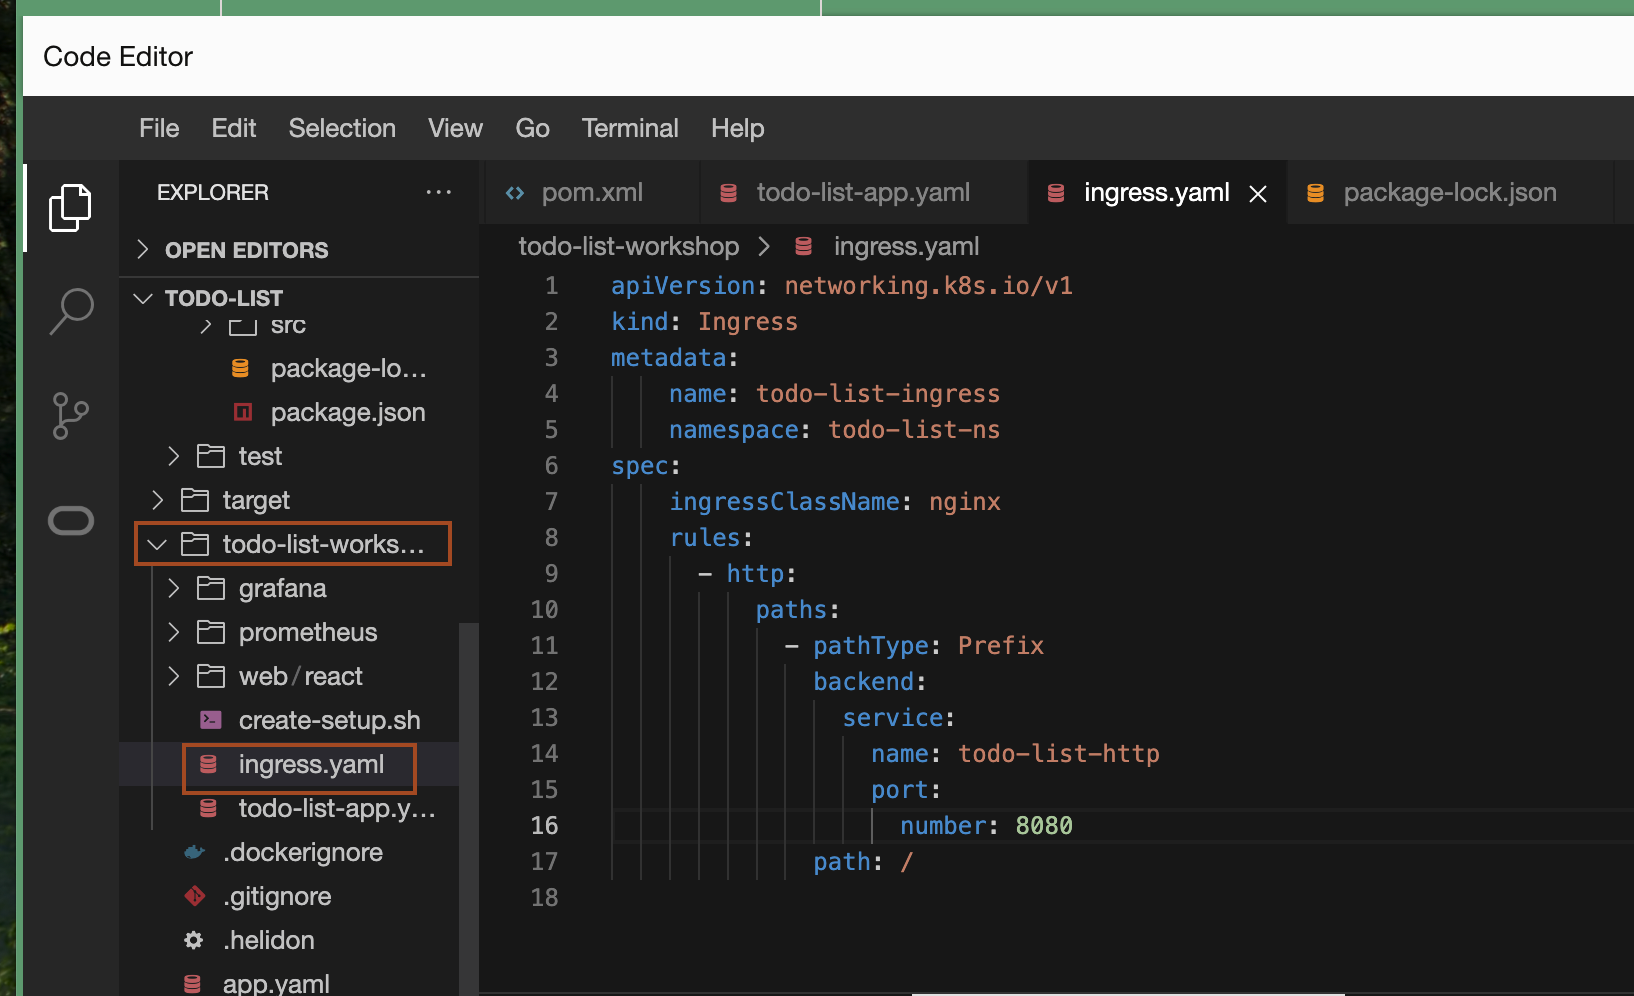 Code Editor
File Edit Selection View Go Terminal Help
EXPLORER ...
pom.xml todo-list-app.yaml ingress.yaml package-lock.json
OPEN EDITORS
TODO-LIST
src
package-lo...
package.json
test
target
todo-list-works...
grafana
prometheus
web/react
create-setup.sh
ingress.yaml
todo-list-app.y...
.dockerignore
.gitignore
.helidon
app.yaml
todo-list-workshop > ingress.yaml
1 apiVersion: networking.k8s.io/v1
2 kind: Ingress
3 metadata:
4 name: todo-list-ingress
5 namespace: todo-list-ns
6 spec:
7 ingressClassName: nginx
8 rules:
9 - http:
10 paths:
11 - pathType: Prefix
12 backend:
13 service:
14 name: todo-list-http
15 port:
16 number: 8080
17 path: /
18